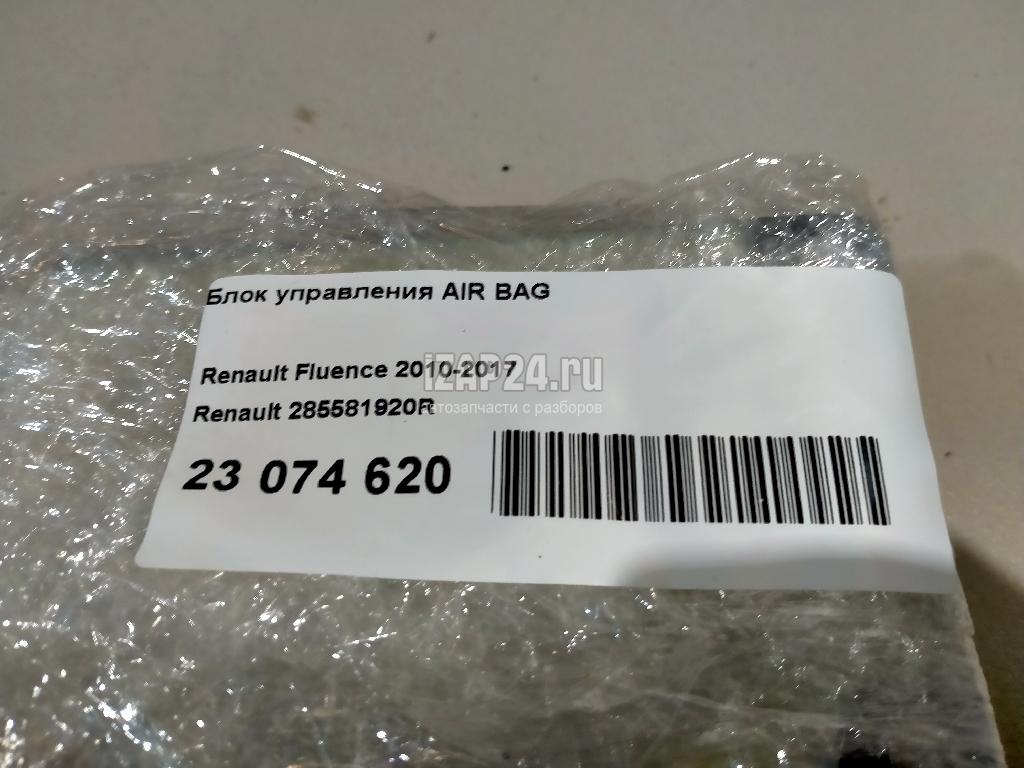 Блок управления AIR BAG
Renault Fluence 2010-2017
iZAP24.ru
Renault 285581920R
автозапчасти с разборов
23 074 620